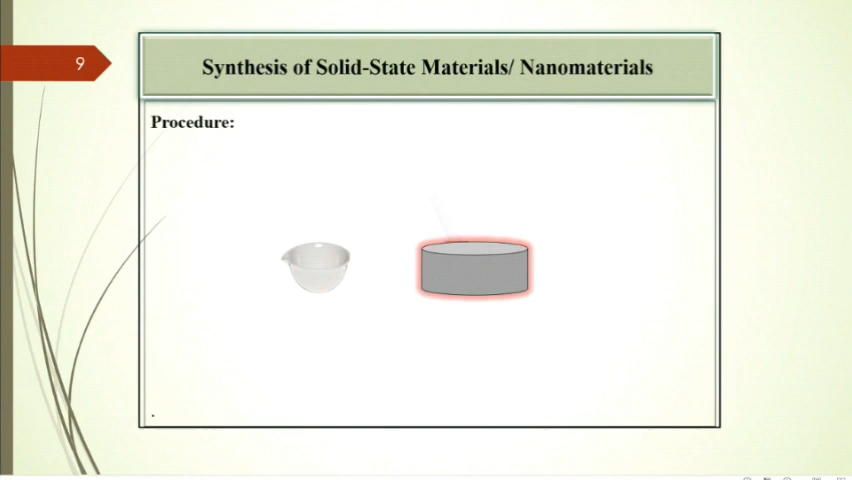 9
Synthesis of Solid-State Materials/ Nanomaterials
Procedure:
.